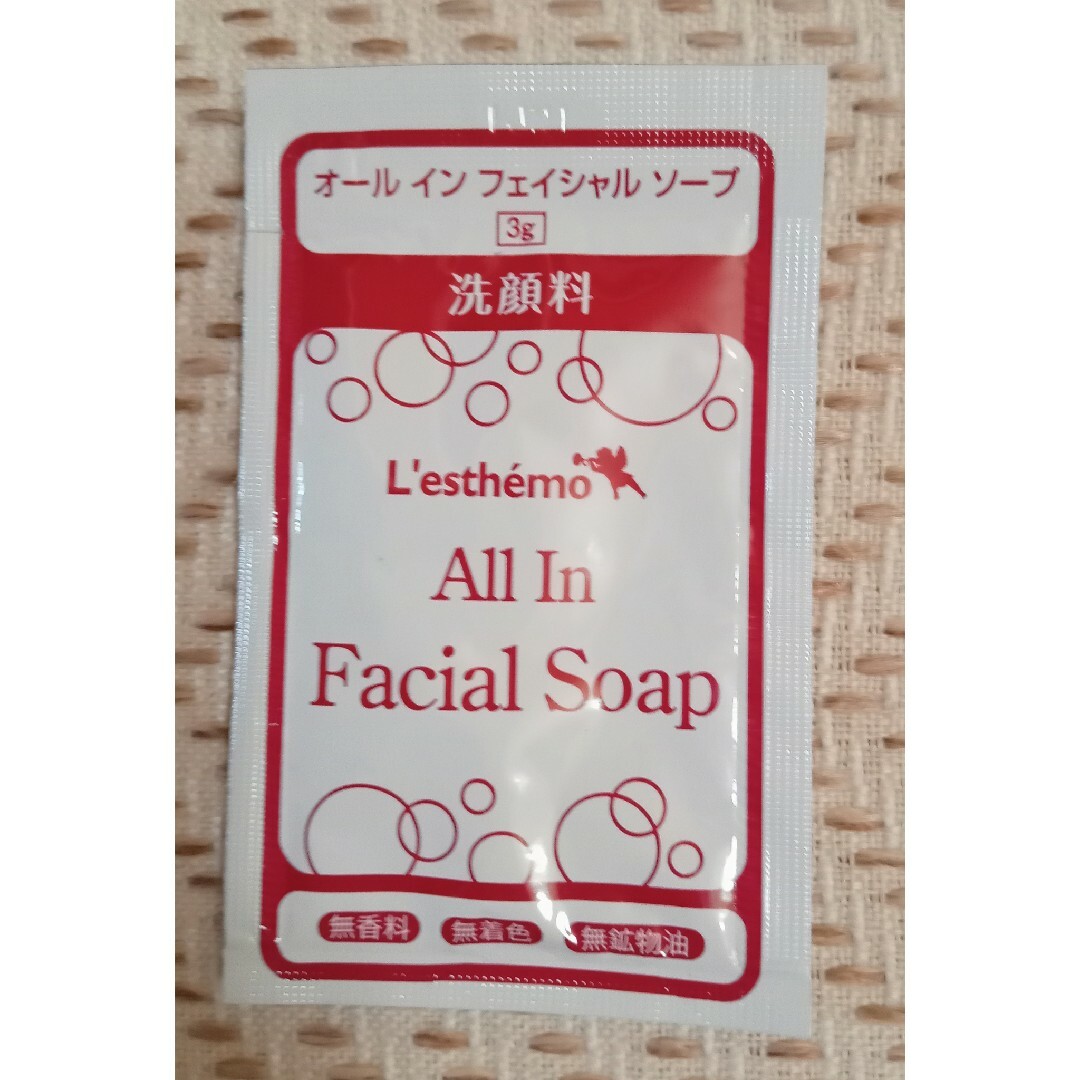 オール イン フェイシャル ソープ
3g
洗顔料
L'esthémo
All In
Facial Soap
無香料 無着色 無鉱物油